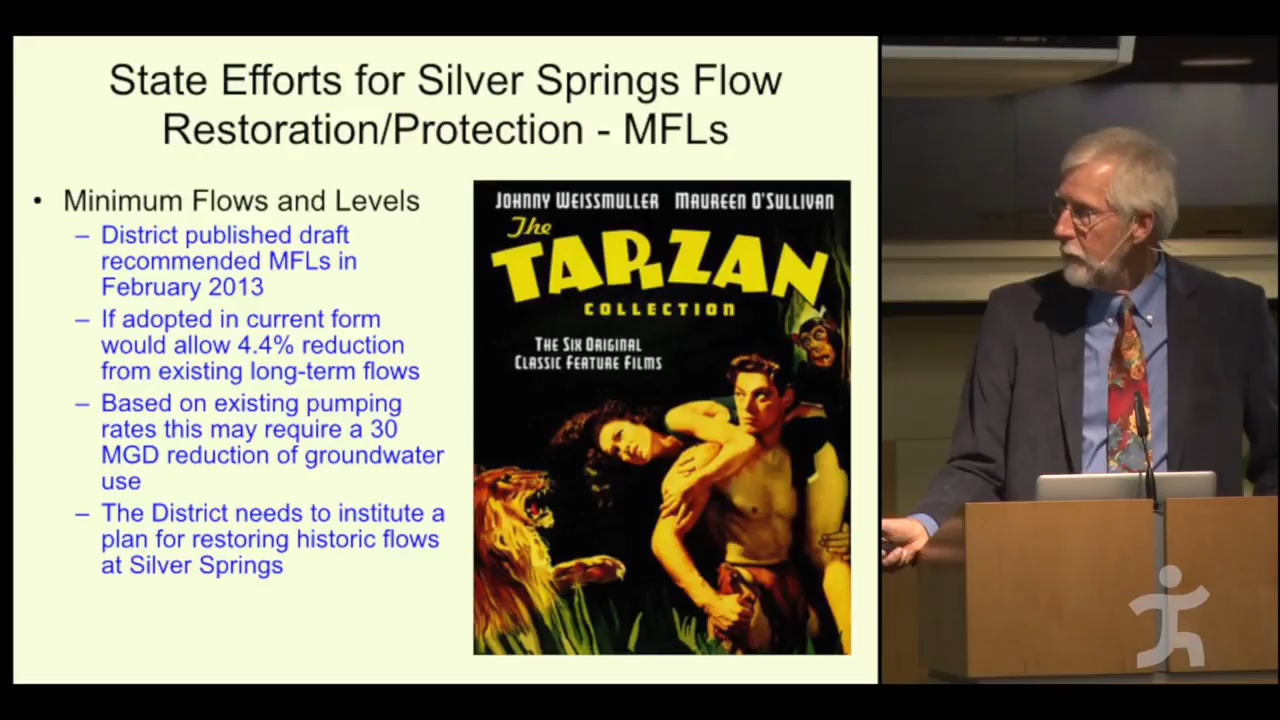 State Efforts for Silver Springs Flow
Restoration/Protection - MFLs
• Minimum Flows and Levels
– District published draft
recommended MFLs in
February 2013
– If adopted in current form
would allow 4.4% reduction
from existing long-term flows
– Based on existing pumping
rates this may require a 30
MGD reduction of groundwater
use
– The District needs to institute a
plan for restoring historic flows
at Silver Springs
JOHNNY WEISSMULLER MAUREEN O'SULLIVAN
The
TARZAN
COLLECTION
THE SIX ORIGINAL
CLASSIC FEATURE FILMS